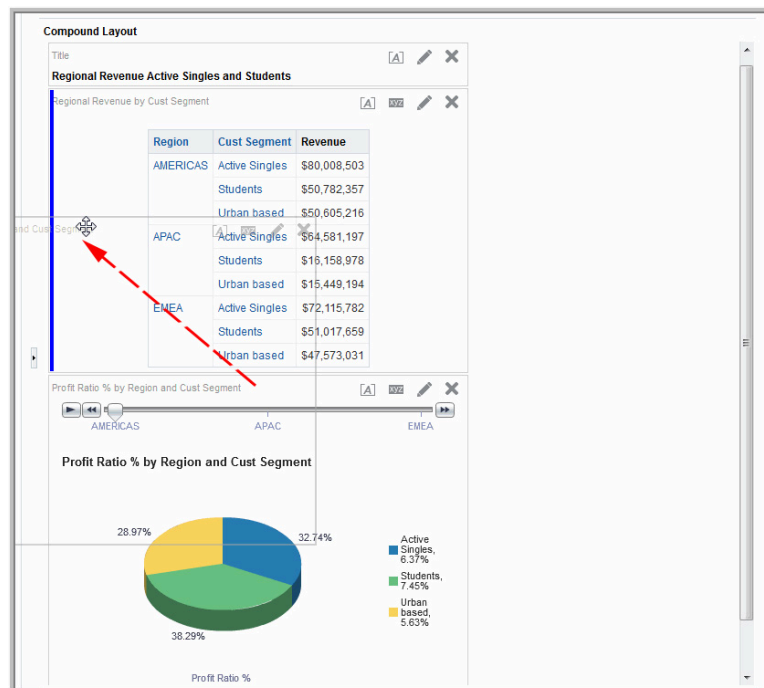 Compound Layout
Title
Regional Revenue Active Singles and Students
Regional Revenue by Cust Segment
Region Cust Segment Revenue
AMERICAS Active Singles $80,008,503
Students $50,782,357
Urban based $50,605,216
and Cust Segm
APAC Active Singles $64,581,197
Students $16,158,978
Urban based $15,449,194
EMEA Active Singles $72,115,782
Students $51,017,659
Urban based $47,573,031
Profit Ratio % by Region and Cust Segment
AMERICAS APAC EMEA
Profit Ratio % by Region and Cust Segment
28.97% 32.74%
Active
Singles,
6.37%
Students,
7.45%
Urban
based,
5.63%
38.29%
Profit Ratio %